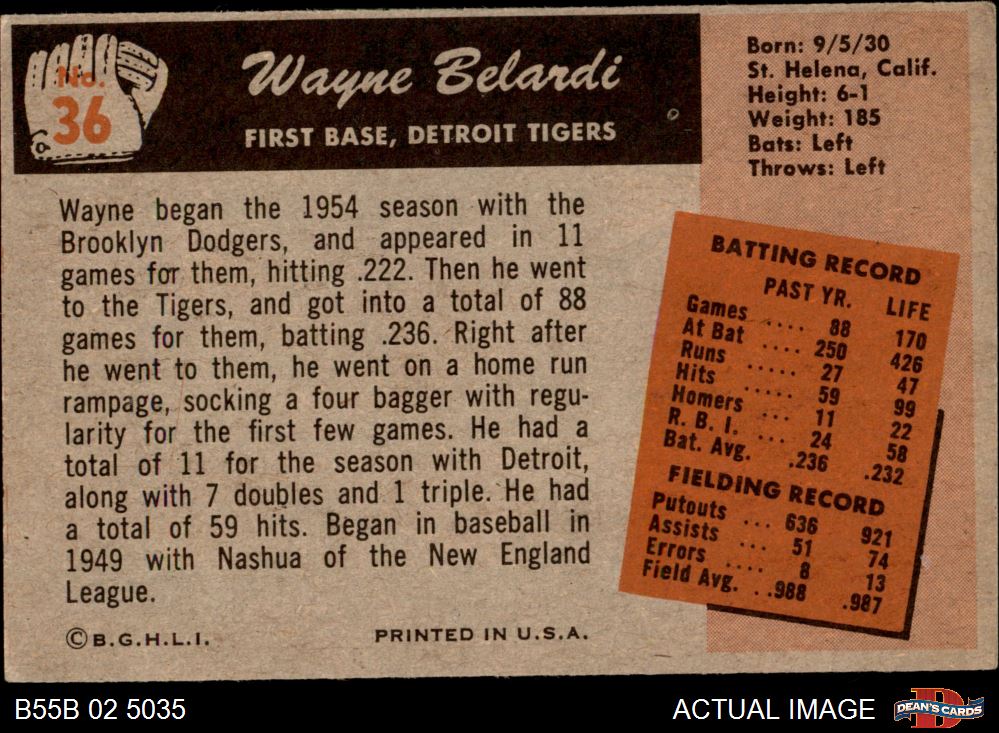 No.
36
Wayne Belardi
FIRST BASE, DETROIT TIGERS
Born: 9/5/30
St. Helena, Calif.
Height: 6-1
Weight: 185
Bats: Left
Throws: Left
Wayne began the 1954 season with the
Brooklyn Dodgers, and appeared in 11
games for them, hitting .222. Then he went
to the Tigers, and got into a total of 88
games for them, batting .236. Right after
he went to them, he went on a home run
rampage, socking a four bagger with regu-
larity for the first few games. He had a
total of 11 for the season with Detroit,
along with 7 doubles and 1 triple. He had
a total of 59 hits. Began in baseball in
1949 with Nashua of the New England
League.
©B.G.H.L.I. PRINTED IN U.S.A.
BATTING RECORD
PAST YR. LIFE
Games .... 88 170
At Bat .... 250 426
Runs ..... 27 47
Hits ..... 59 99
Homers ... 11 22
R. B. I. ... 24 58
Bat. Avg. .236 .232
FIELDING RECORD
Putouts ... 636 921
Assists ... 51 74
Errors .... 8 13
Field Avg. ..988 .987
B55B 02 5035 ACTUAL IMAGE DEAN'S CARDS